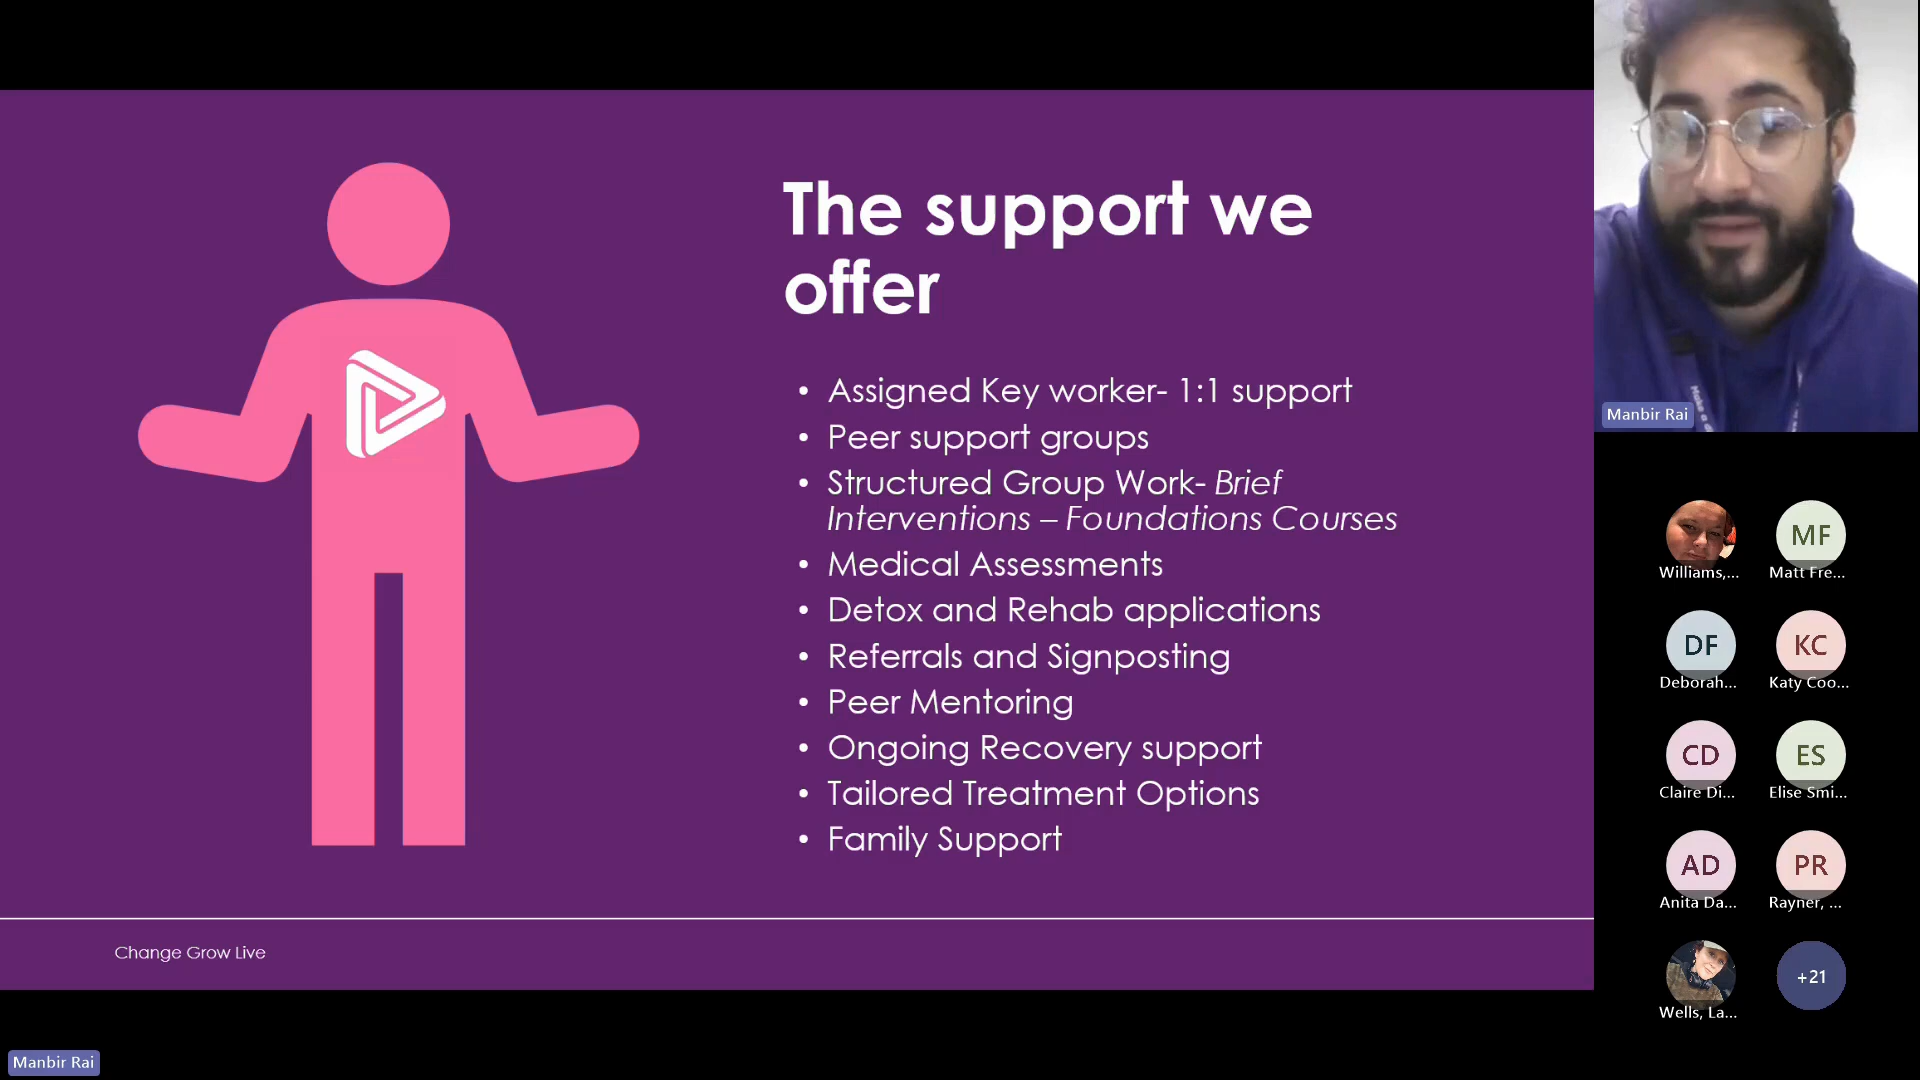 The support we
offer
• Assigned Key worker- 1:1 support
• Peer support groups
• Structured Group Work- Brief
Interventions – Foundations Courses
• Medical Assessments
• Detox and Rehab applications
• Referrals and Signposting
• Peer Mentoring
• Ongoing Recovery support
• Tailored Treatment Options
• Family Support
Change Grow Live
Manbir Rai
Manbir Rai
Williams,...
MF
Matt Fre...
DF
Deborah...
KC
Katy Coo...
CD
Claire Di...
ES
Elise Smi...
AD
Anita Da...
PR
Rayner, ...
Wells, La...
+21